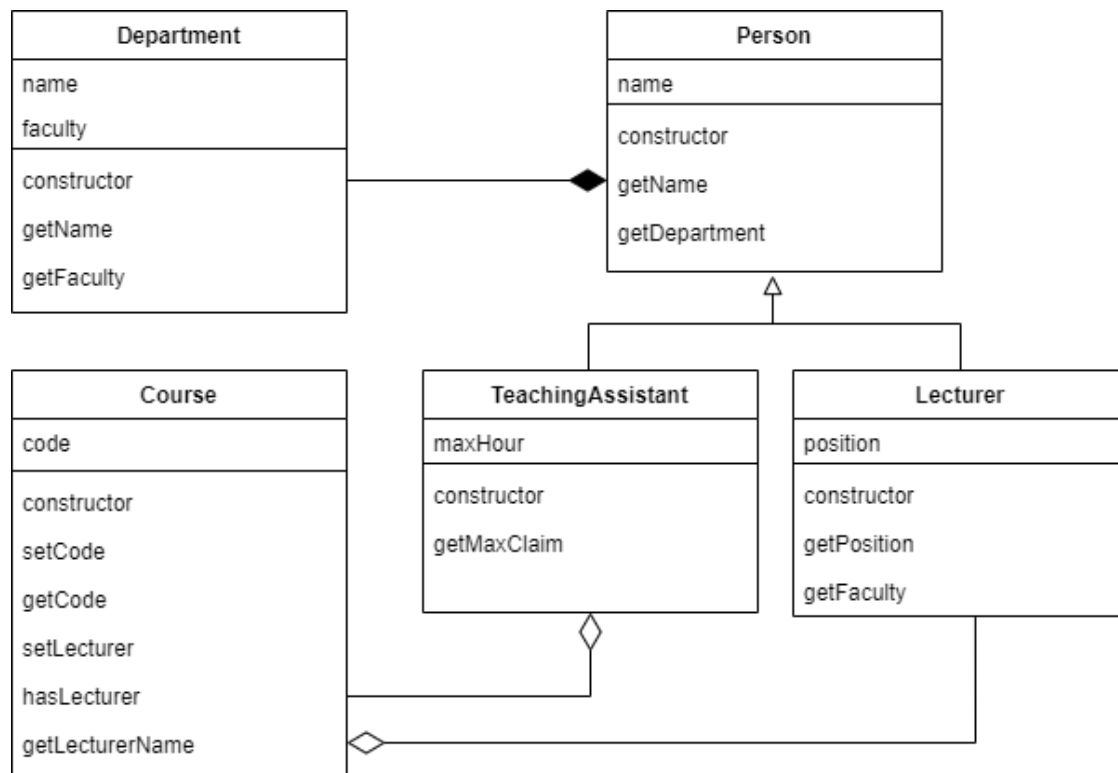 Department
name
faculty
constructor
getName
getFaculty
Person
name
constructor
getName
getDepartment
Course
code
constructor
setCode
getCode
setLecturer
hasLecturer
getLecturerName
TeachingAssistant
maxHour
constructor
getMaxClaim
Lecturer
position
constructor
getPosition
getFaculty